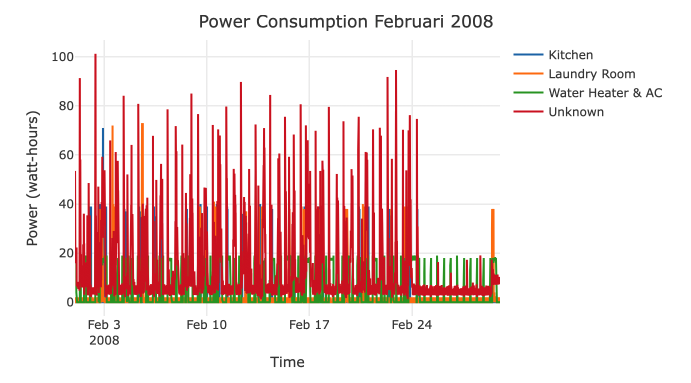 Power Consumption Februari 2008
Kitchen
Laundry Room
Water Heater & AC
Unknown
Power (watt-hours)
100
80
60
40
20
0
Feb 3
2008
Feb 10
Feb 17
Feb 24
Time